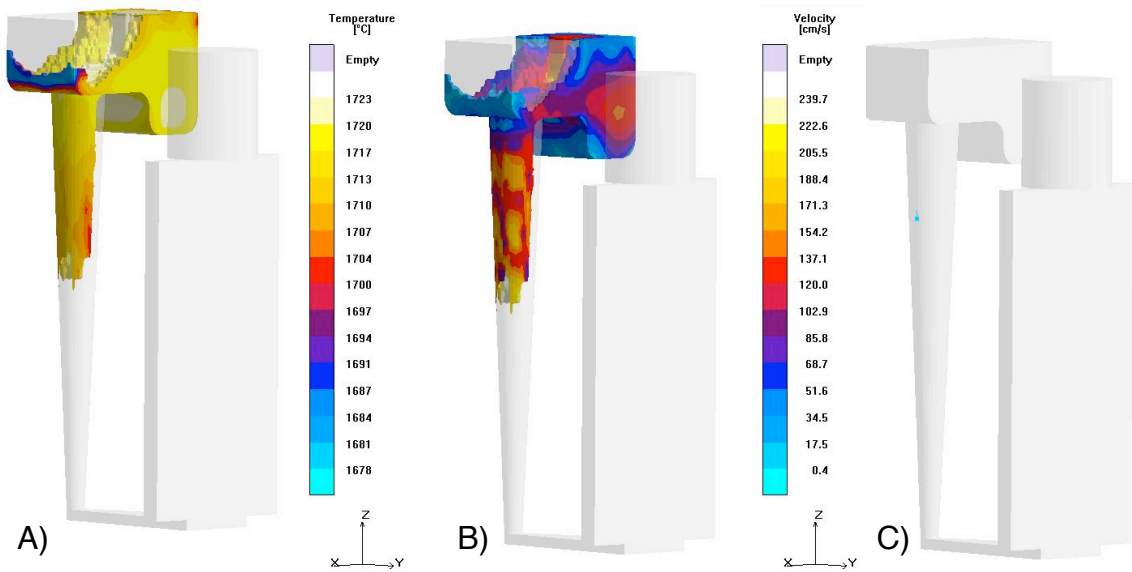 Temperature
[°C]
Empty
1723
1720
1717
1713
1710
1707
1704
1700
1697
1694
1691
1687
1684
1681
1678
Z
X
Y
A)
Velocity
[cm/s]
Empty
239.7
222.6
205.5
188.4
171.3
154.2
137.1
120.0
102.9
85.8
68.7
51.6
34.5
17.5
0.4
Z
X
Y
B)
C)